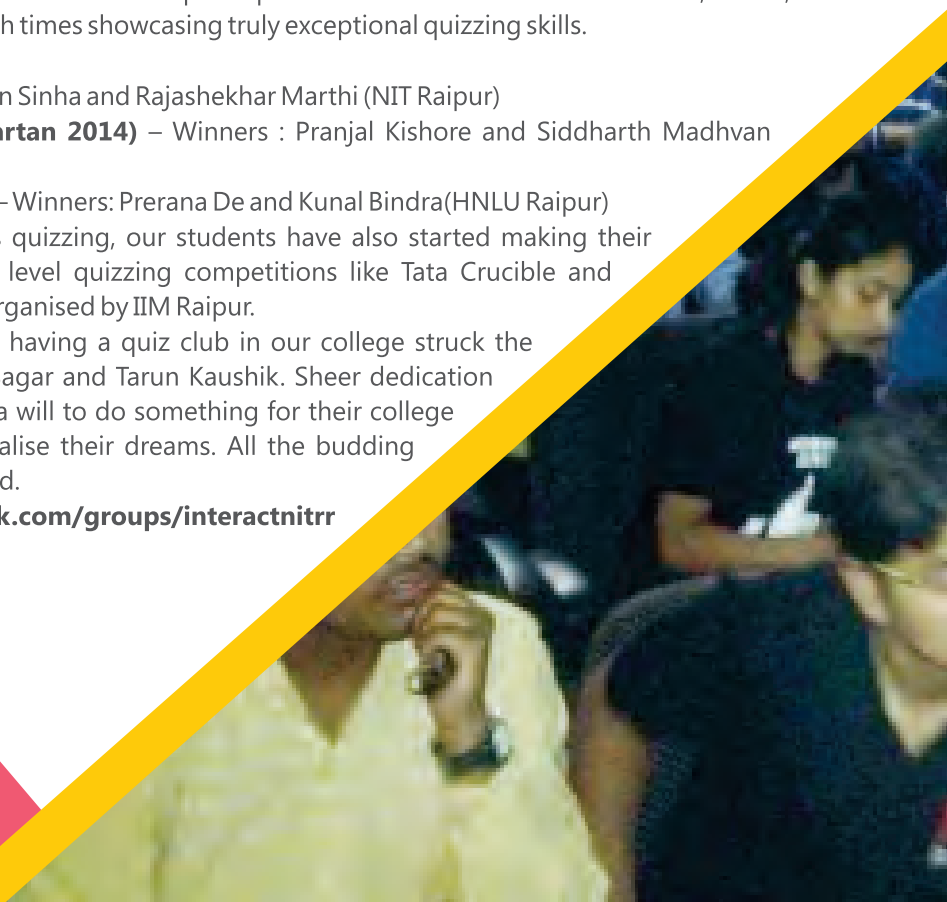 h times showcasing truly exceptional quizzing skills.
n Sinha and Rajashekhar Marthi (NIT Raipur)
artan 2014) – Winners : Pranjal Kishore and Siddharth Madhvan
– Winners: Prerana De and Kunal Bindra(HNLU Raipur)
s quizzing, our students have also started making their
level quizzing competitions like Tata Crucible and
rganised by IIM Raipur.
having a quiz club in our college struck the
agar and Tarun Kaushik. Sheer dedication
a will to do something for their college
alise their dreams. All the budding
d.
k.com/groups/interactnitrr